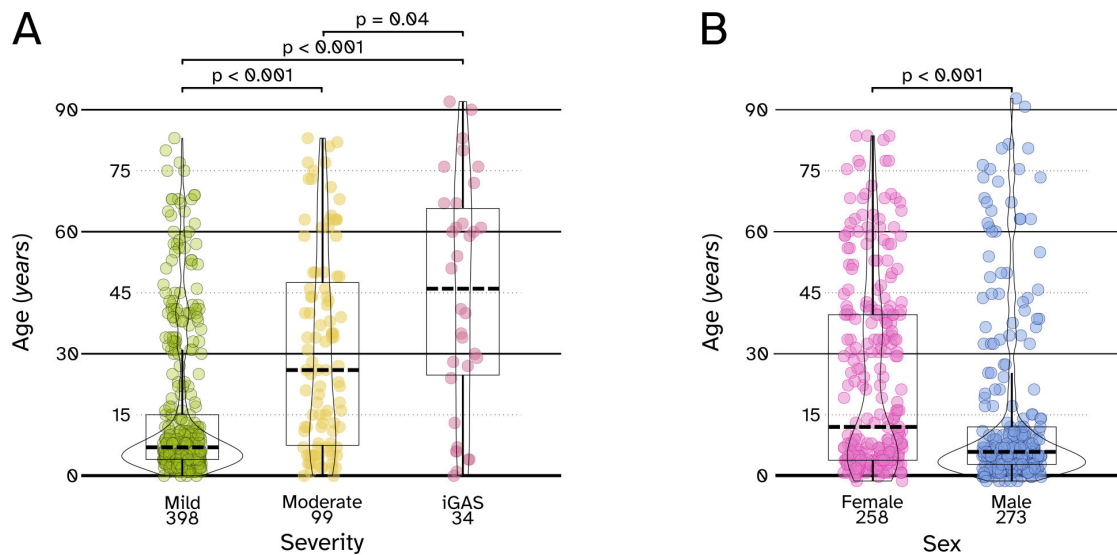 A
p = 0.04
p < 0.001
p < 0.001
90
75
60
45
30
15
0
Age (years)
Mild
398
Moderate
99
iGAS
34
Severity
B
p < 0.001
90
75
60
45
30
15
0
Age (years)
Female
258
Male
273
Sex